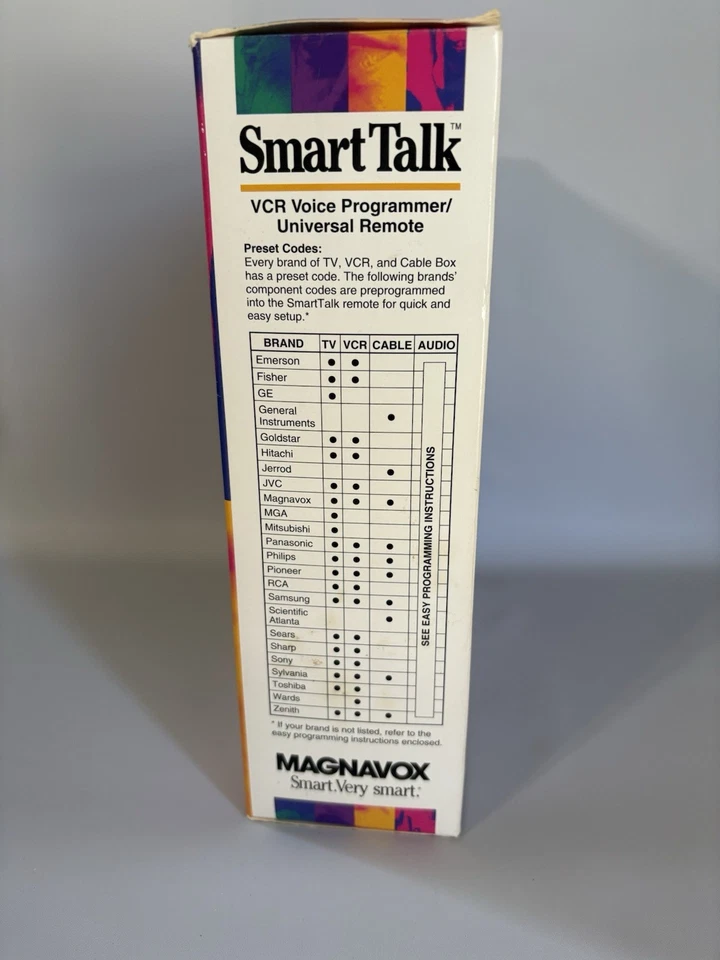 Smart Talk™
VCR Voice Programmer/
Universal Remote
Preset Codes:
Every brand of TV, VCR, and Cable Box
has a preset code. The following brands'
component codes are preprogrammed
into the SmartTalk remote for quick and
easy setup.*
BRAND TV VCR CABLE AUDIO
Emerson ● ●
Fisher ● ●
GE ●
General
Instruments ●
Goldstar ● ●
Hitachi ● ●
Jerrod ●
JVC ● ●
Magnavox ● ● ●
MGA ●
Mitsubishi ●
Panasonic ● ● ●
Philips ● ● ●
Pioneer ● ● ●
RCA ● ●
Samsung ● ● ●
Scientific
Atlanta ●
Sears ● ●
Sharp ● ●
Sony ● ●
Sylvania ● ● ●
Toshiba ● ●
Wards ●
Zenith ● ● ●
SEE EASY PROGRAMMING INSTRUCTIONS
* If your brand is not listed, refer to the
easy programming instructions enclosed.
MAGNAVOX
Smart.Very smart.